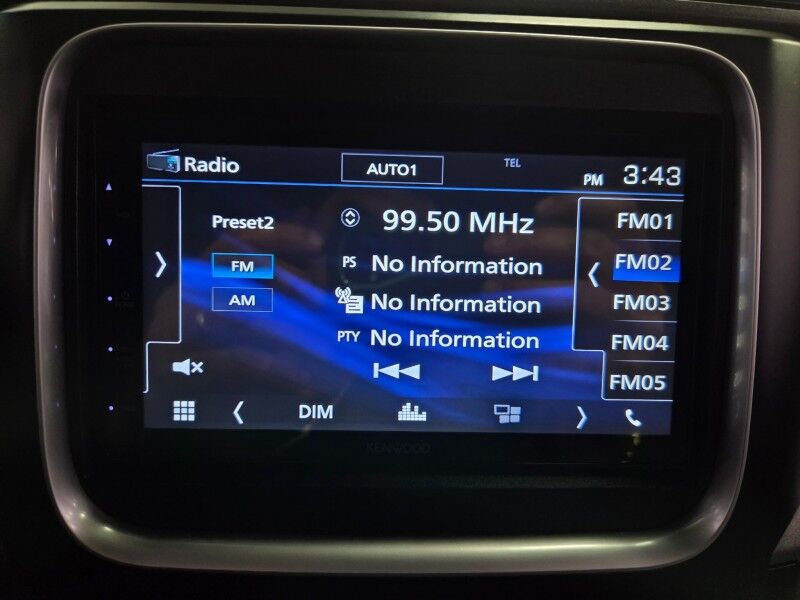 Radio
AUTO1
TEL
PM 3:43
Preset2
99.50 MHz
FM01
FM
PS No Information
FM02
AM
No Information
FM03
PTY No Information
FM04
FM05
DIM
KENWOOD